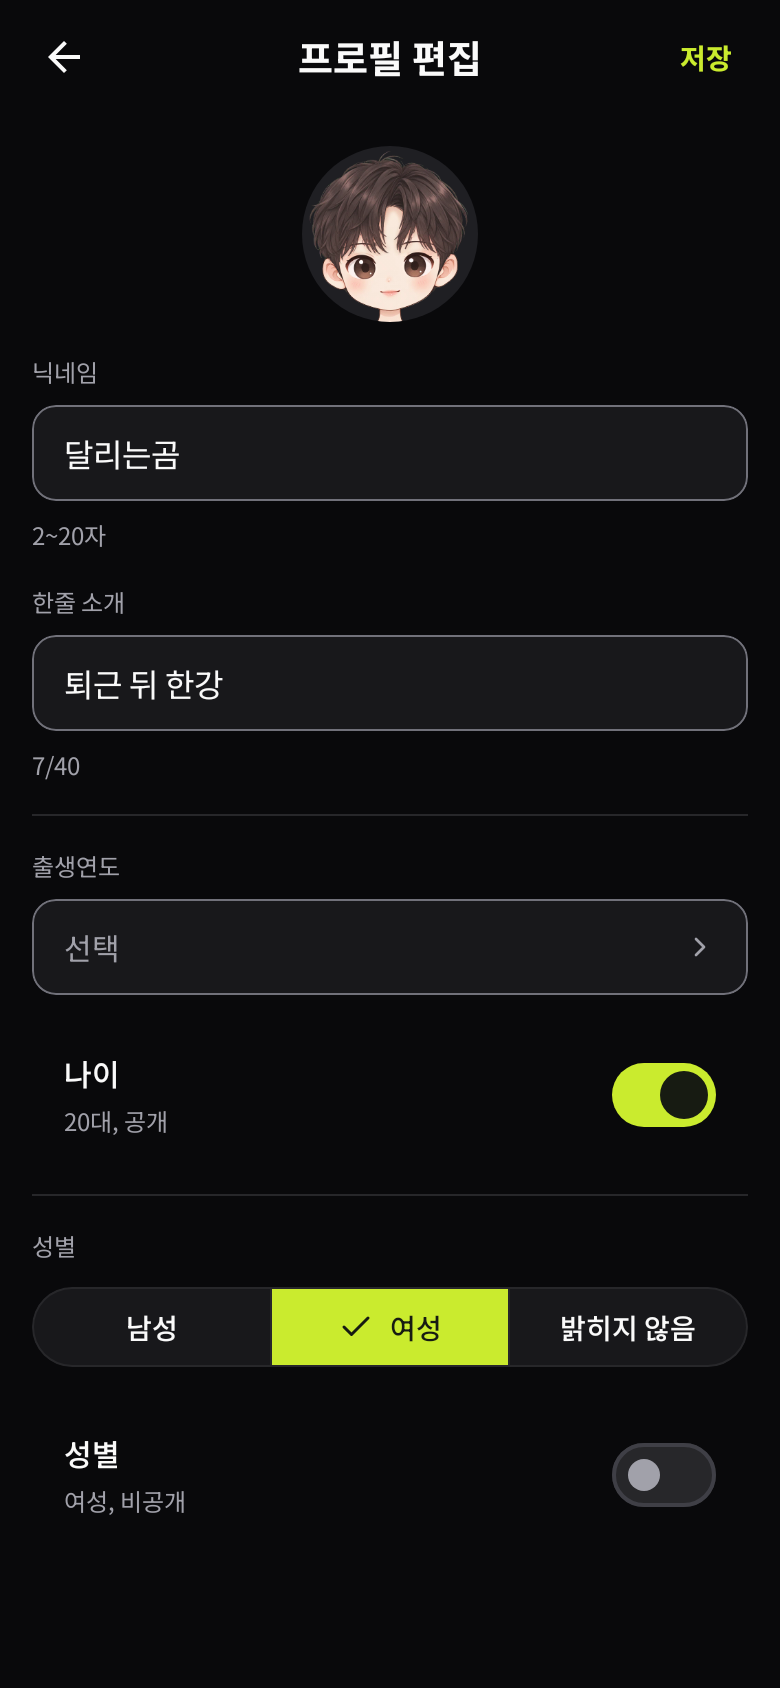 프로필 편집
저장
닉네임
달리는곰
2~20자
한줄 소개
퇴근 뒤 한강
7/40
출생연도
선택
나이
20대, 공개
성별
남성
여성
밝히지 않음
성별
여성, 비공개